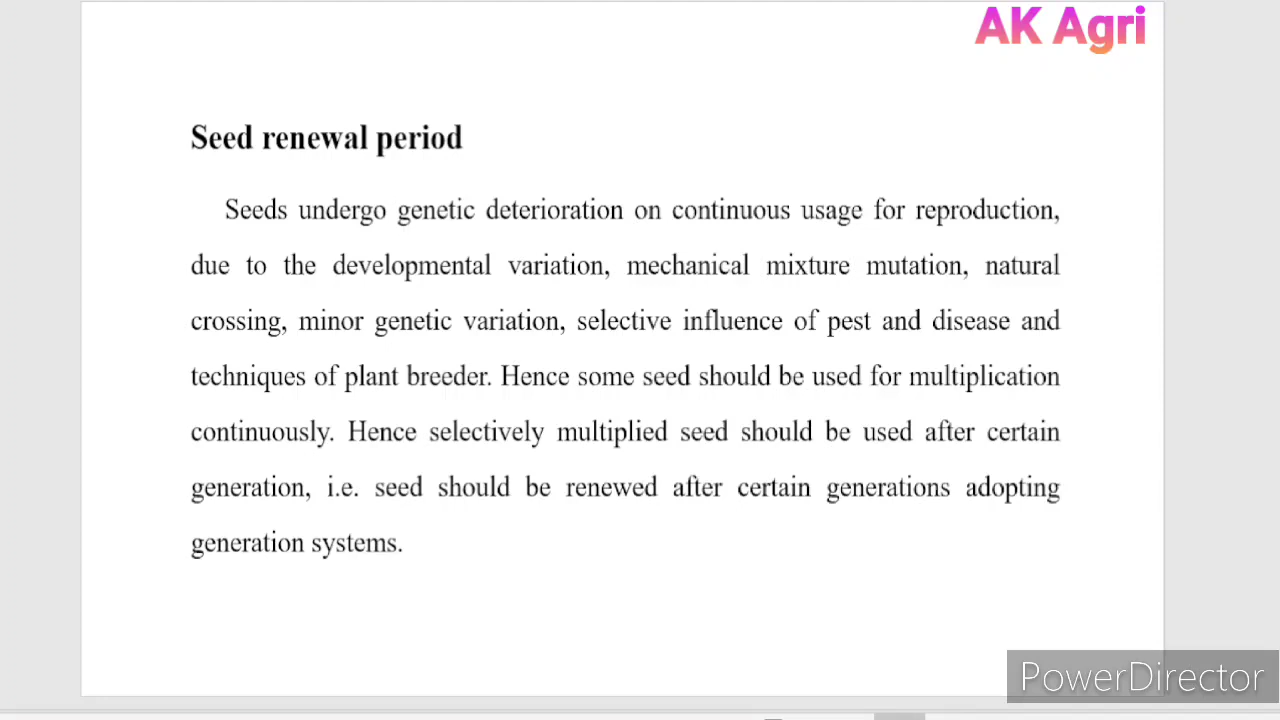 AK Agri
Seed renewal period
Seeds undergo genetic deterioration on continuous usage for reproduction,
due to the developmental variation, mechanical mixture mutation, natural
crossing, minor genetic variation, selective influence of pest and disease and
techniques of plant breeder. Hence some seed should be used for multiplication
continuously. Hence selectively multiplied seed should be used after certain
generation, i.e. seed should be renewed after certain generations adopting
generation systems.
PowerDirector